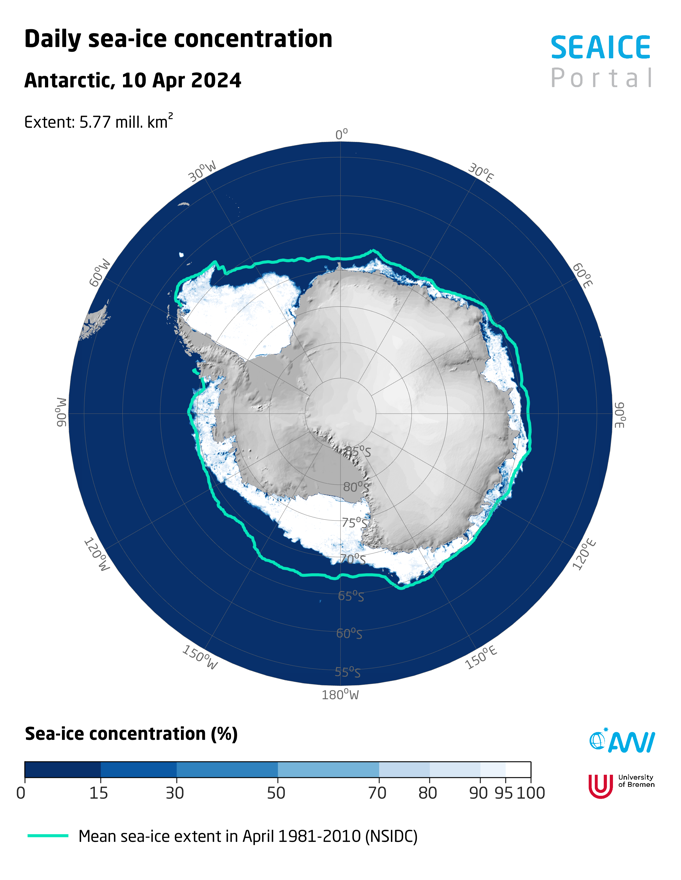 Daily sea-ice concentration
SEAICE
Portal
Antarctic, 10 Apr 2024
Extent: 5.77 mill. km²
0°
30°W
30°E
60°W
60°E
90°W
90°E
85°S
80°S
75°S
70°S
120°W
120°E
65°S
60°S
150°W
150°E
55°S
180°W
Sea-ice concentration (%)
AWI
0 15 30 50 70 80 90 95 100
University
of Bremen
Mean sea-ice extent in April 1981-2010 (NSIDC)